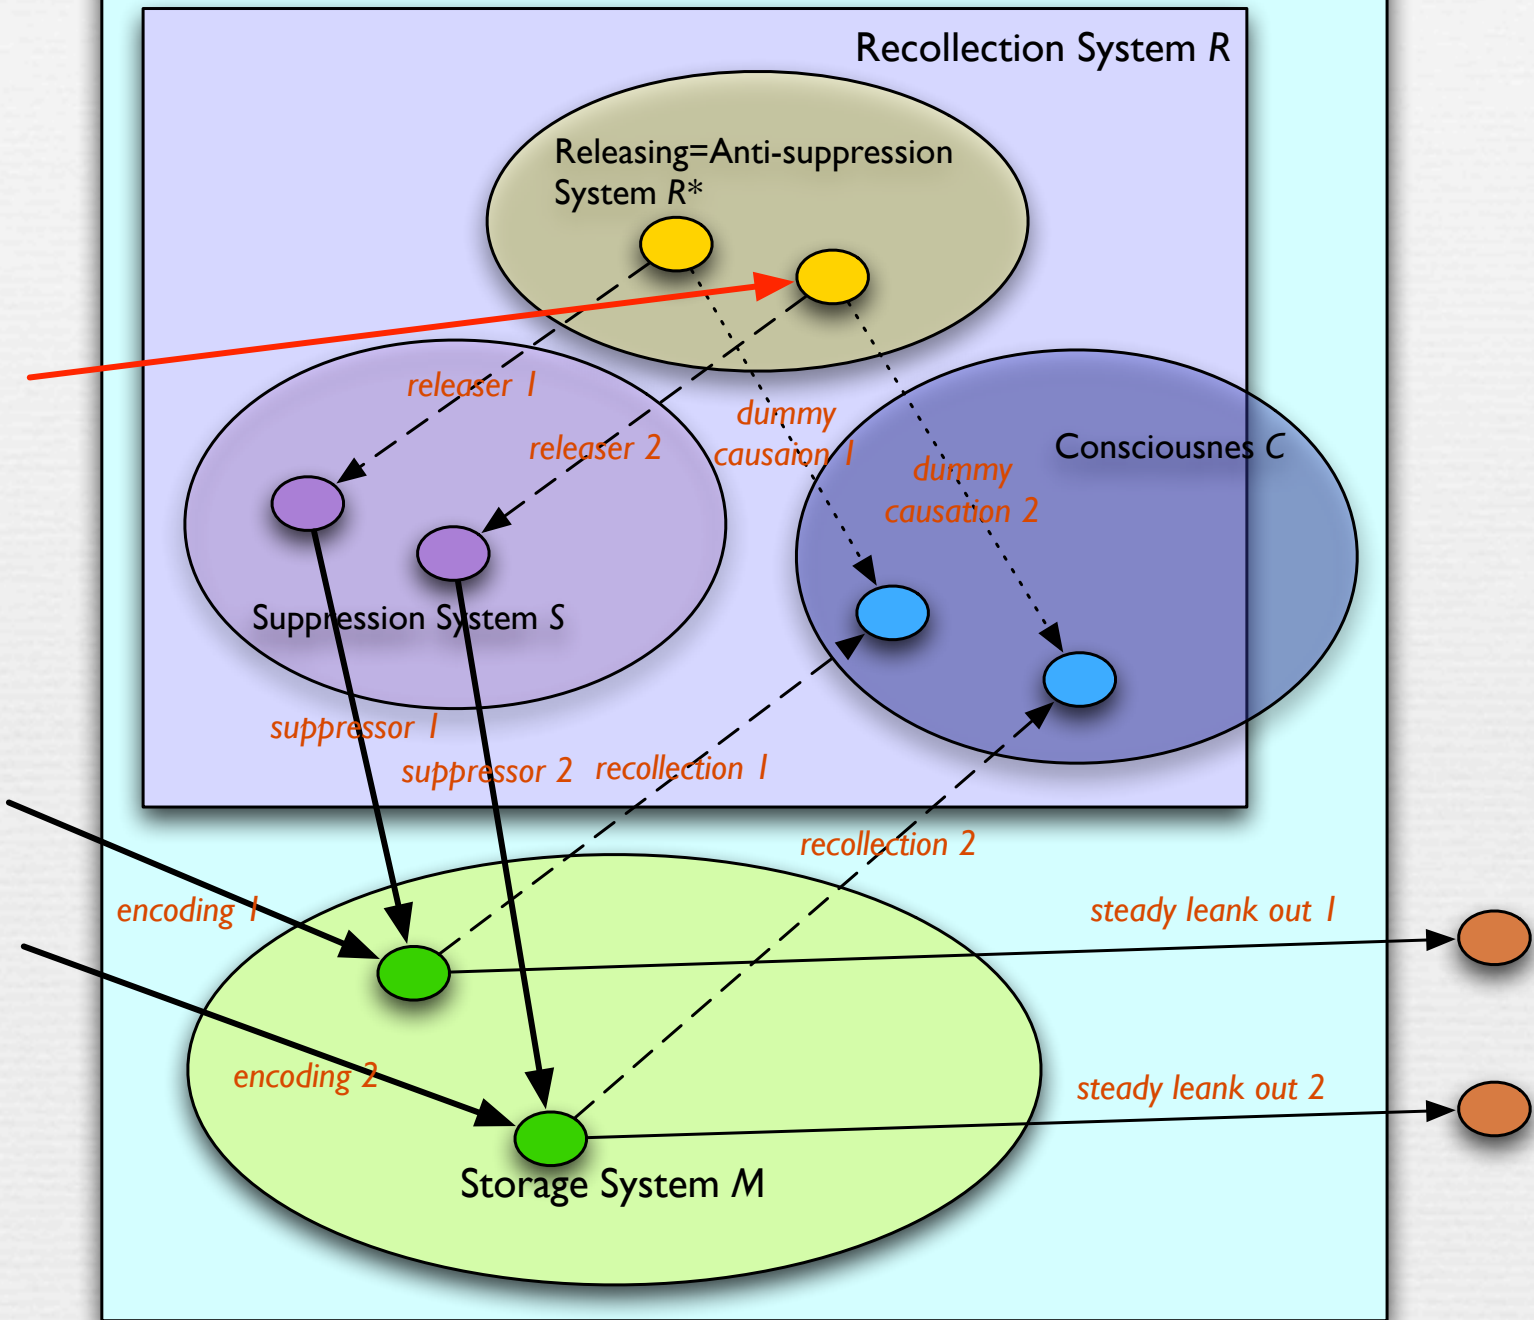 Recollection System R
Releasing=Anti-suppression
System R*
releaser 1
releaser 2
dummy
causaion 1
dummy
causation 2
Consciousnes C
Suppression System S
suppressor 1
suppressor 2
recollection 1
recollection 2
encoding 1
steady leank out 1
encoding 2
steady leank out 2
Storage System M